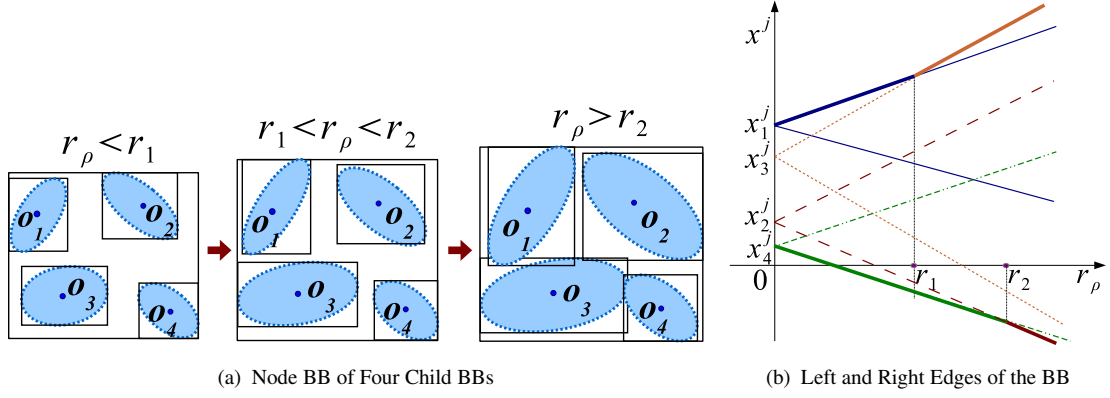 r_ρ < r_1
r_1 < r_ρ < r_2
r_ρ > r_2
o_1
o_2
o_3
o_4
o_1
o_2
o_3
o_4
o_1
o_2
o_3
o_4
(a) Node BB of Four Child BBs
x^j
x_1^j
x_3^j
x_2^j
x_4^j
0
r_1
r_2
r_ρ
(b) Left and Right Edges of the BB